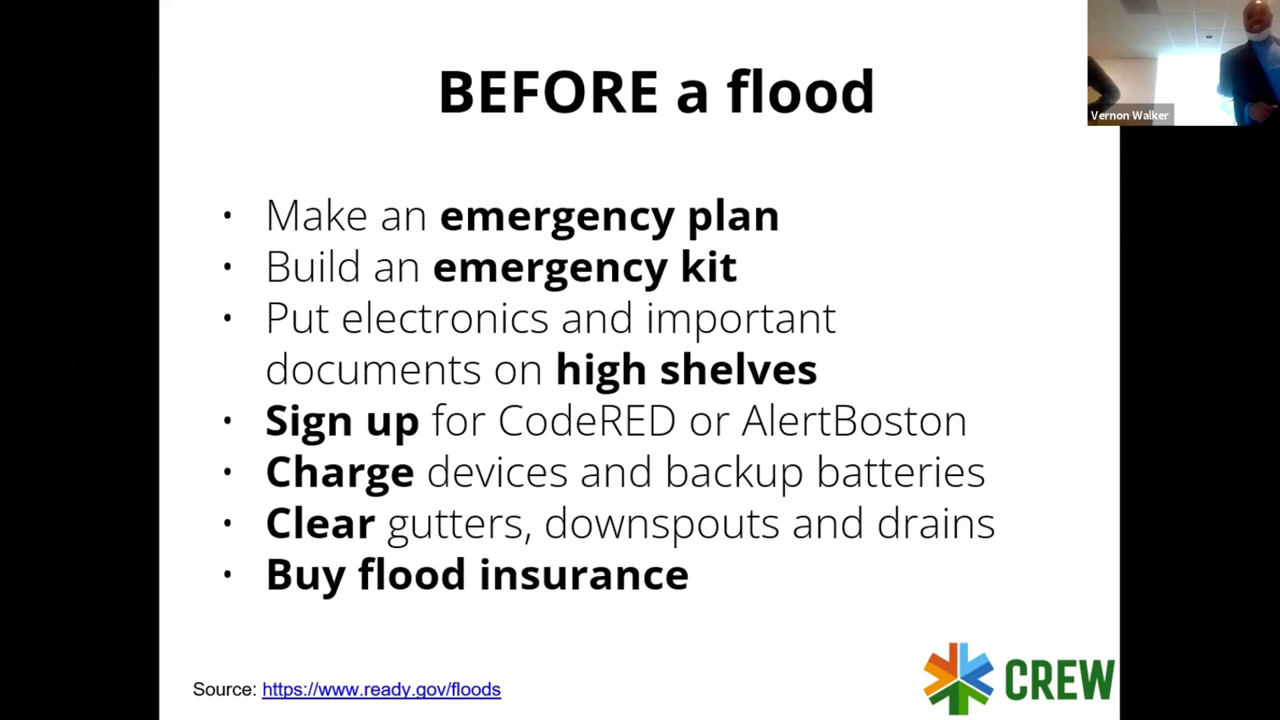 BEFORE a flood
Vernon Walker
• Make an emergency plan
• Build an emergency kit
• Put electronics and important
documents on high shelves
• Sign up for CodeRED or AlertBoston
• Charge devices and backup batteries
• Clear gutters, downspouts and drains
• Buy flood insurance
Source: https://www.ready.gov/floods
CREW